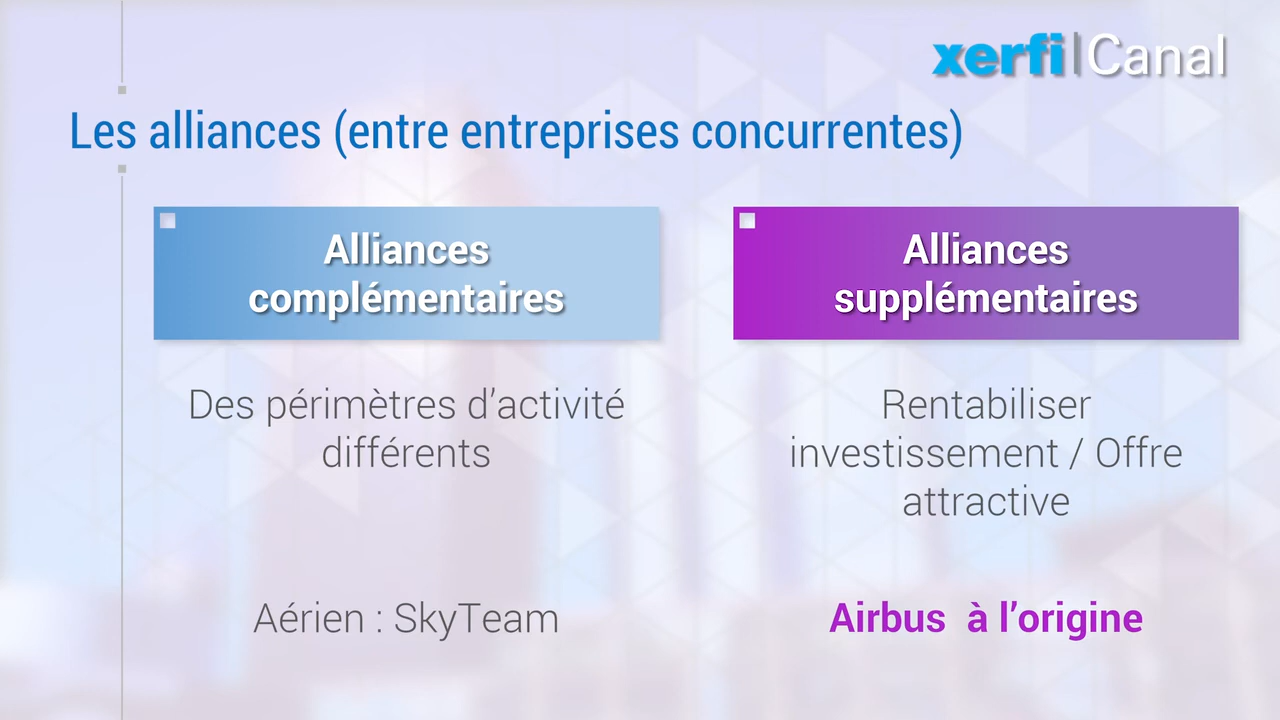 xerfi|Canal
Les alliances (entre entreprises concurrentes)
Alliances
complémentaires
Des périmètres d’activité
différents
Aérien : SkyTeam
Alliances
supplémentaires
Rentabiliser
investissement / Offre
attractive
Airbus  à l’origine